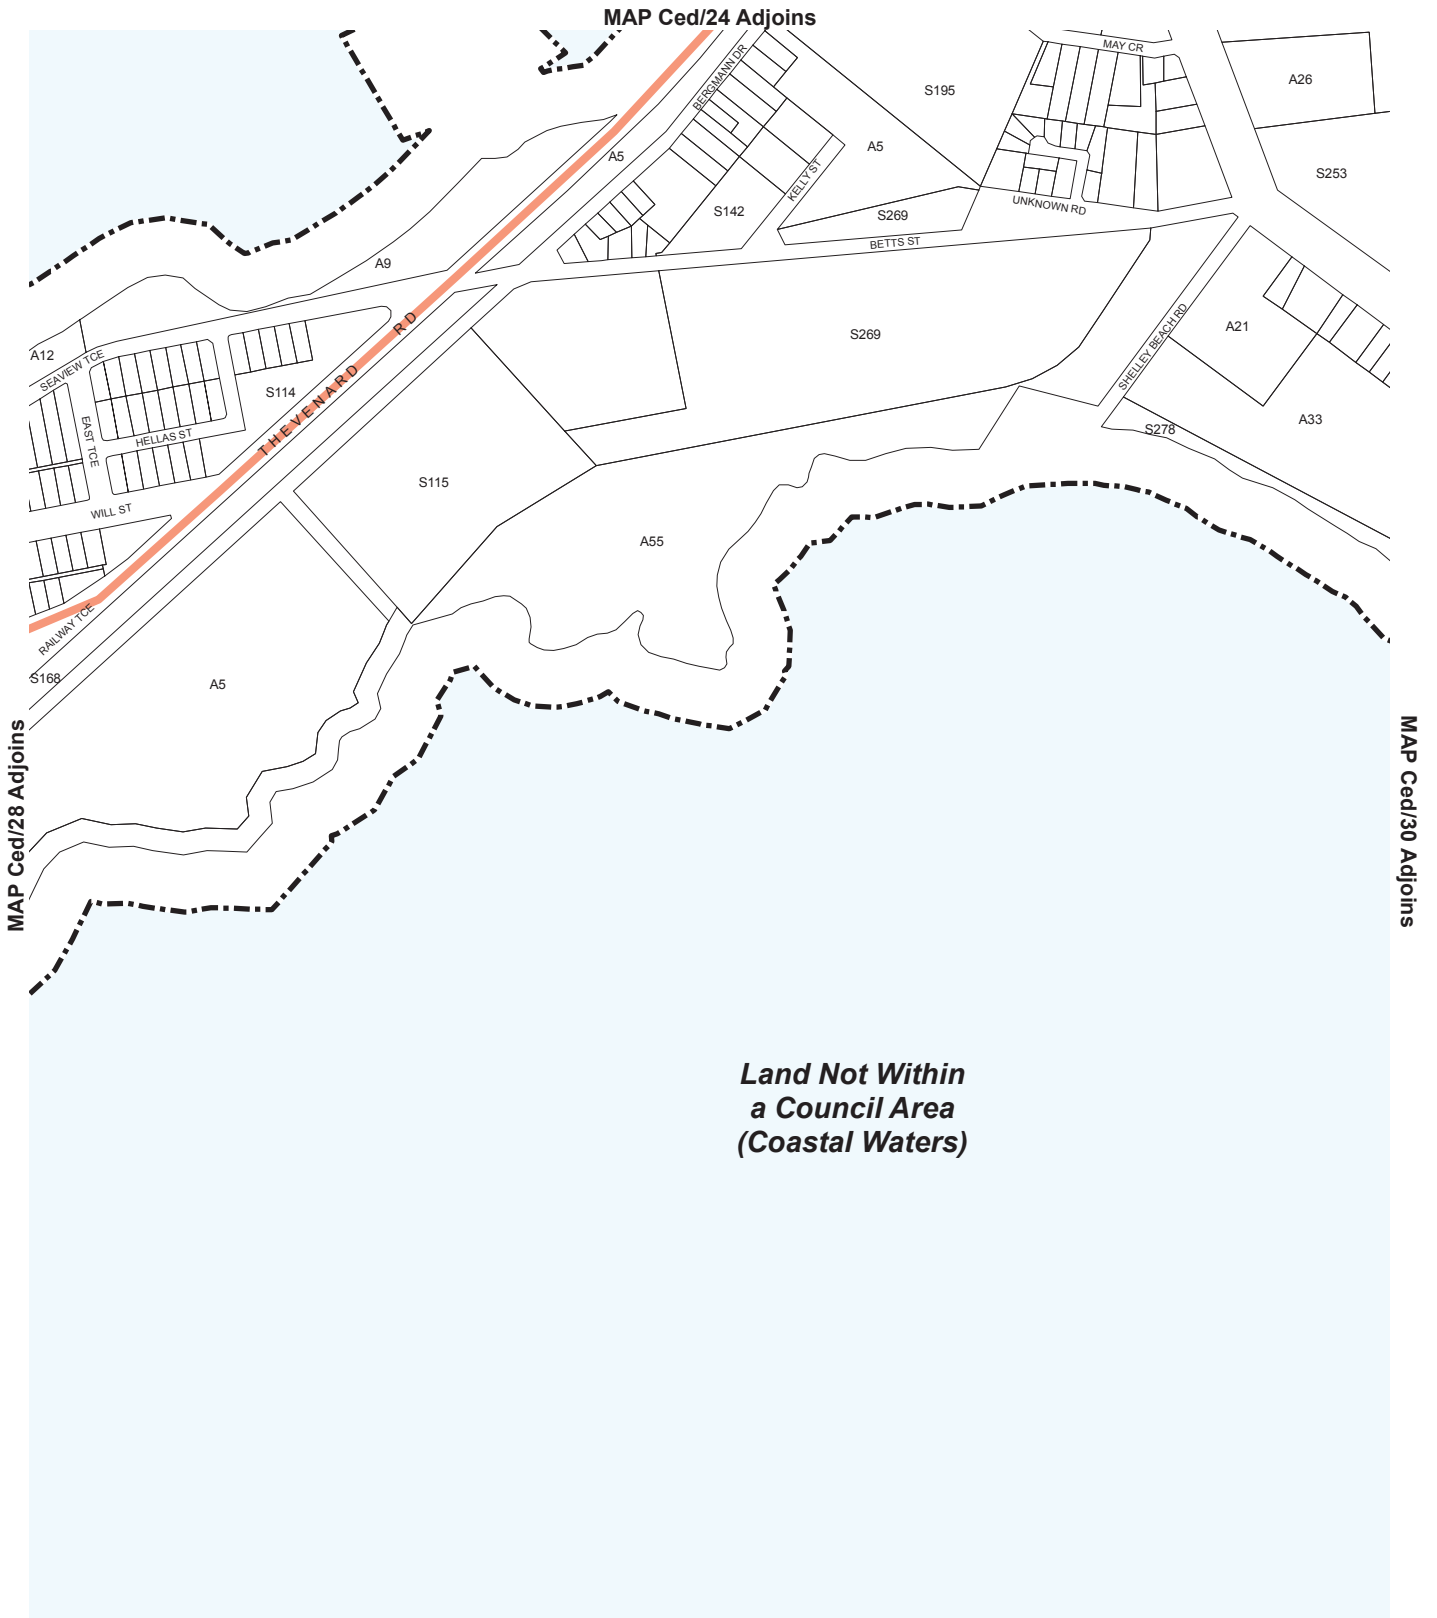 MAP Ced/24 Adjoins
MAY CR
BERGMANN DR
A26
S195
A5
A5
KELLY ST
S253
S142
UNKNOWN RD
S269
BETTS ST
A9
THEVENARD RD
SHELLEY BEACH RD
A21
S269
A12
SEAVIEW TCE
S114
EAST TCE
HELLAS ST
A33
S278
S115
WILL ST
A55
RAILWAY TCE
S168
A5
MAP Ced/28 Adjoins
MAP Ced/30 Adjoins
Land Not Within
a Council Area
(Coastal Waters)